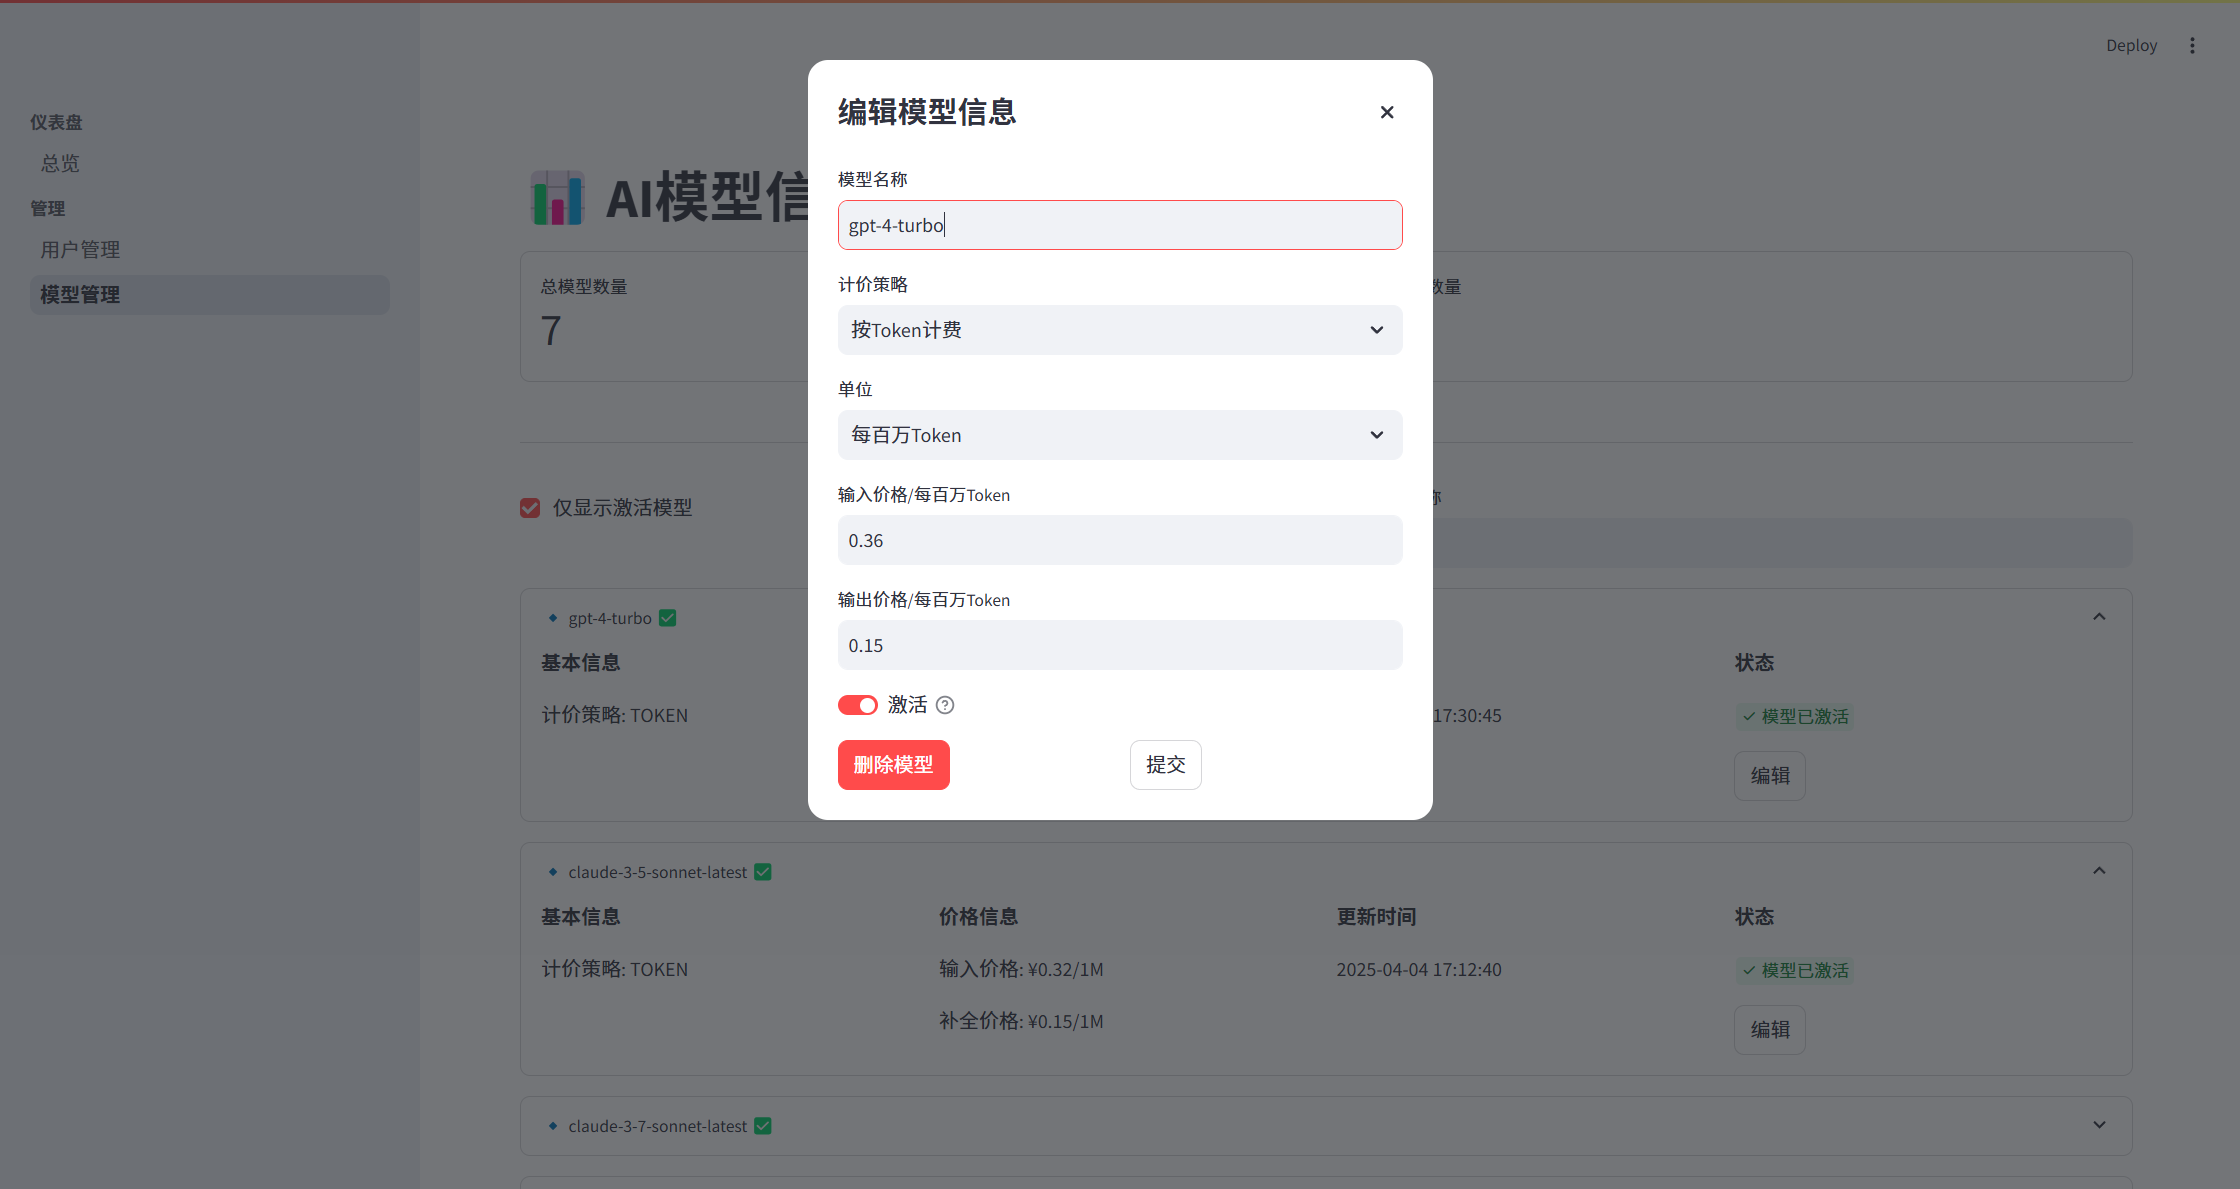 Deploy
仪表盘
总览
管理
用户管理
模型管理
AI模型信
总模型数量
7
数量
仅显示激活模型
称
gpt-4-turbo
基本信息
状态
计价策略: TOKEN
17:30:45
模型已激活
编辑
编辑模型信息
模型名称
gpt-4-turbo
计价策略
按Token计费
单位
每百万Token
输入价格/每百万Token
0.36
输出价格/每百万Token
0.15
激活
删除模型
提交
claude-3-5-sonnet-latest
基本信息
价格信息
更新时间
状态
计价策略: TOKEN
输入价格: ¥0.32/1M
2025-04-04 17:12:40
模型已激活
补全价格: ¥0.15/1M
编辑
claude-3-7-sonnet-latest